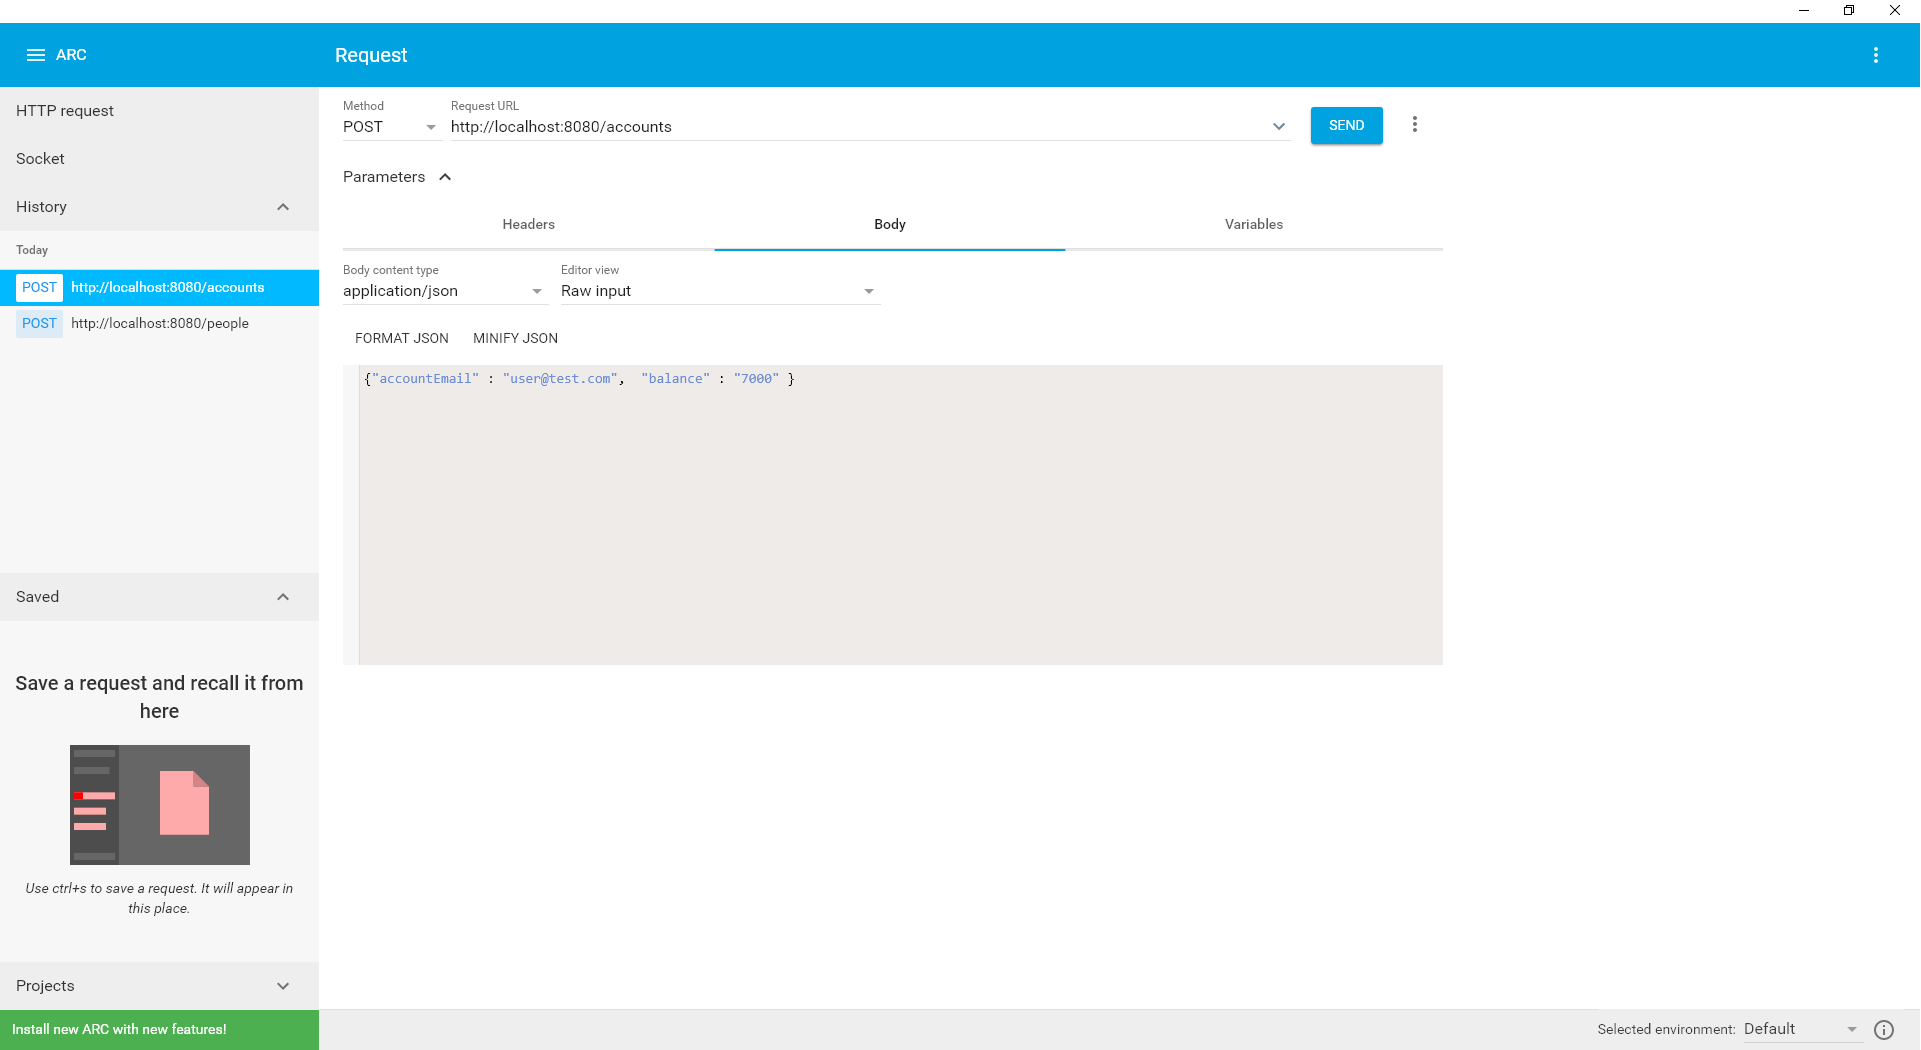 ARC
Request
HTTP request
Socket
History
Today
POST http://localhost:8080/accounts
POST http://localhost:8080/people
Saved
Save a request and recall it from
here
Use ctrl+s to save a request. It will appear in
this place.
Projects
Install new ARC with new features!
Method
Request URL
POST
http://localhost:8080/accounts
SEND
Parameters
Headers
Body
Variables
Body content type
Editor view
application/json
Raw input
FORMAT JSON
MINIFY JSON
{"accountEmail" : "user@test.com",  "balance" : "7000" }
Selected environment: Default